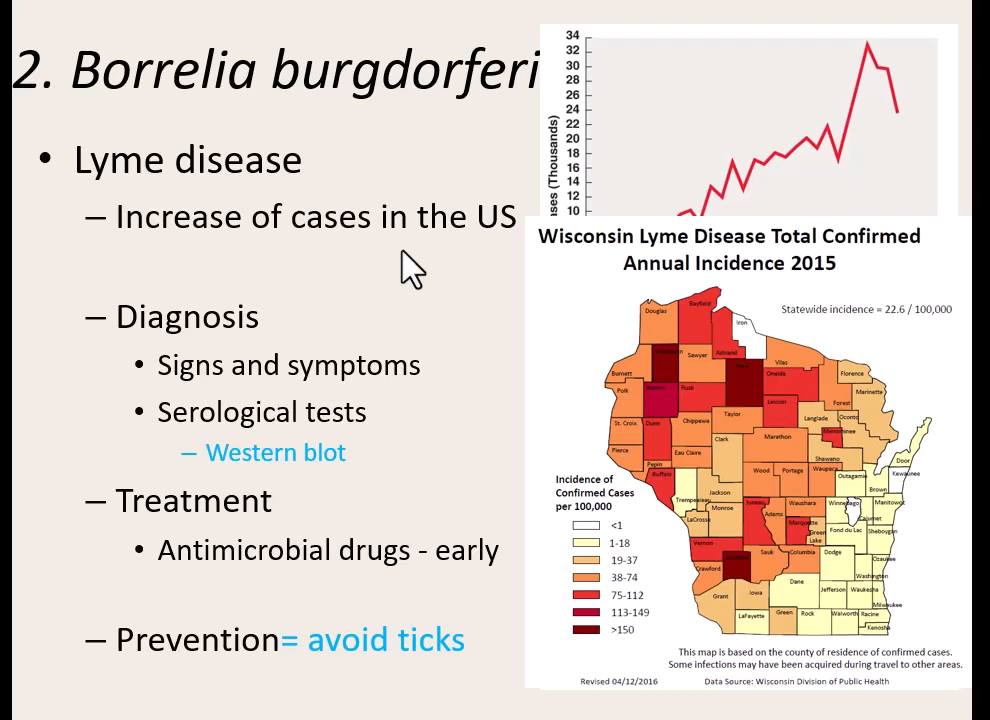 2. Borrelia burgdorferi
• Lyme disease
– Increase of cases in the US
– Diagnosis
• Signs and symptoms
• Serological tests
– Western blot
– Treatment
• Antimicrobial drugs - early
– Prevention= avoid ticks
34
32
30
28
26
24
22
20
18
16
14
12
10
(Thousands)
Wisconsin Lyme Disease Total Confirmed
Annual Incidence 2015
Statewide incidence = 22.6 / 100,000
Douglas
Bayfield
Iron
Ashland
Vilas
Burnett
Sawyer
Oneida
Florence
Polk
Rusk
Marinette
Forest
Lincoln
Langlade
Oconto
St. Croix
Dunn
Chippewa
Taylor
Menominee
Clark
Marathon
Pierce
Eau Claire
Shawano
Door
Pepin
Buffalo
Wood
Portage
Waupaca
Outagamie
Kewaunee
Brown
Trempealeau
Jackson
Monroe
LaCrosse
Adams
Waushara
Winnebago
Manitowoc
Calumet
Marquette
Green
Lake
Fond du Lac
Sheboygan
Vernon
Sauk
Columbia
Dodge
Ozaukee
Crawford
Washington
Dane
Jefferson
Waukesha
Grant
Iowa
Milwaukee
LaFayette
Green
Rock
Walworth
Racine
Kenosha
Incidence of
Confirmed Cases
per 100,000
<1
1-18
19-37
38-74
75-112
113-149
>150
This map is based on the county of residence of confirmed cases.
Some infections may have been acquired during travel to other areas.
Revised 04/12/2016
Data Source: Wisconsin Division of Public Health